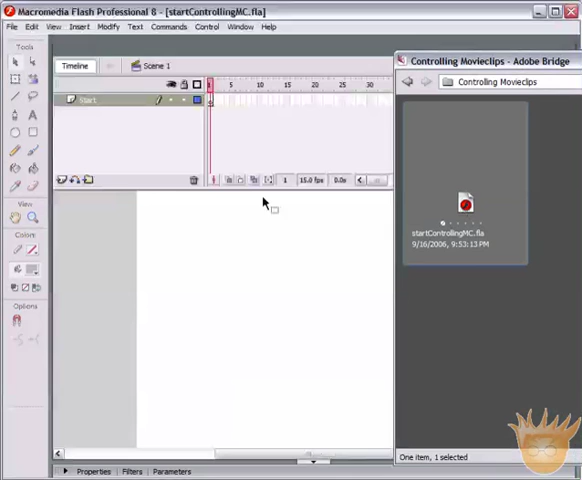 Macromedia Flash Professional 8 - [startControllingMC.fla]
File Edit View Insert Modify Text Commands Control Window Help
Tools
Timeline
Scene 1
Controlling Movieclips - Adobe Bridge
Controlling Movieclips
1 5 10 15 20 25 30
Start
1 15.0 fps 0.0s
View
Colors
Options
startControllingMC.fla
9/16/2006, 9:53:13 PM
One item, 1 selected
Properties Filters Parameters